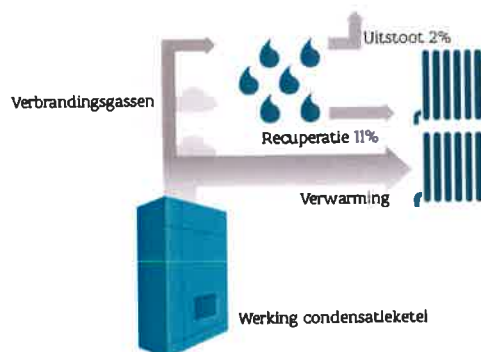 Uitstoot 2%
Verbrandingsgassen
Recuperatie 11%
Verwarming
Werking condensatieketel